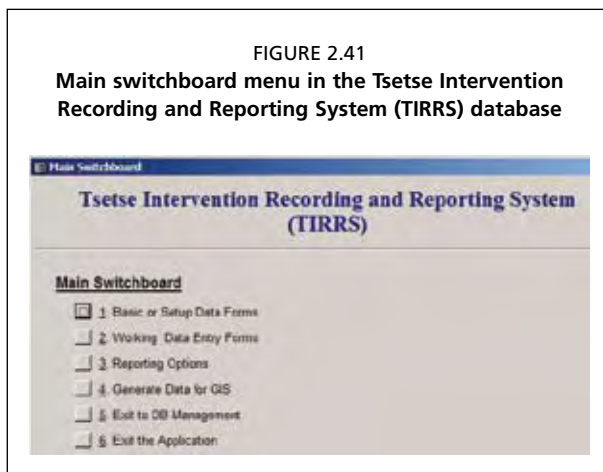 FIGURE 2.41
Main switchboard menu in the Tsetse Intervention
Recording and Reporting System (TIRRS) database
Main Switchboard
Tsetse Intervention Recording and Reporting System
(TIRRS)
Main Switchboard
1 Basic or Setup Data Forms
2 Working Data Entry Forms
3 Reporting Options
4 Generate Data for GIS
5 Exit to DB Management
6 Exit the Application